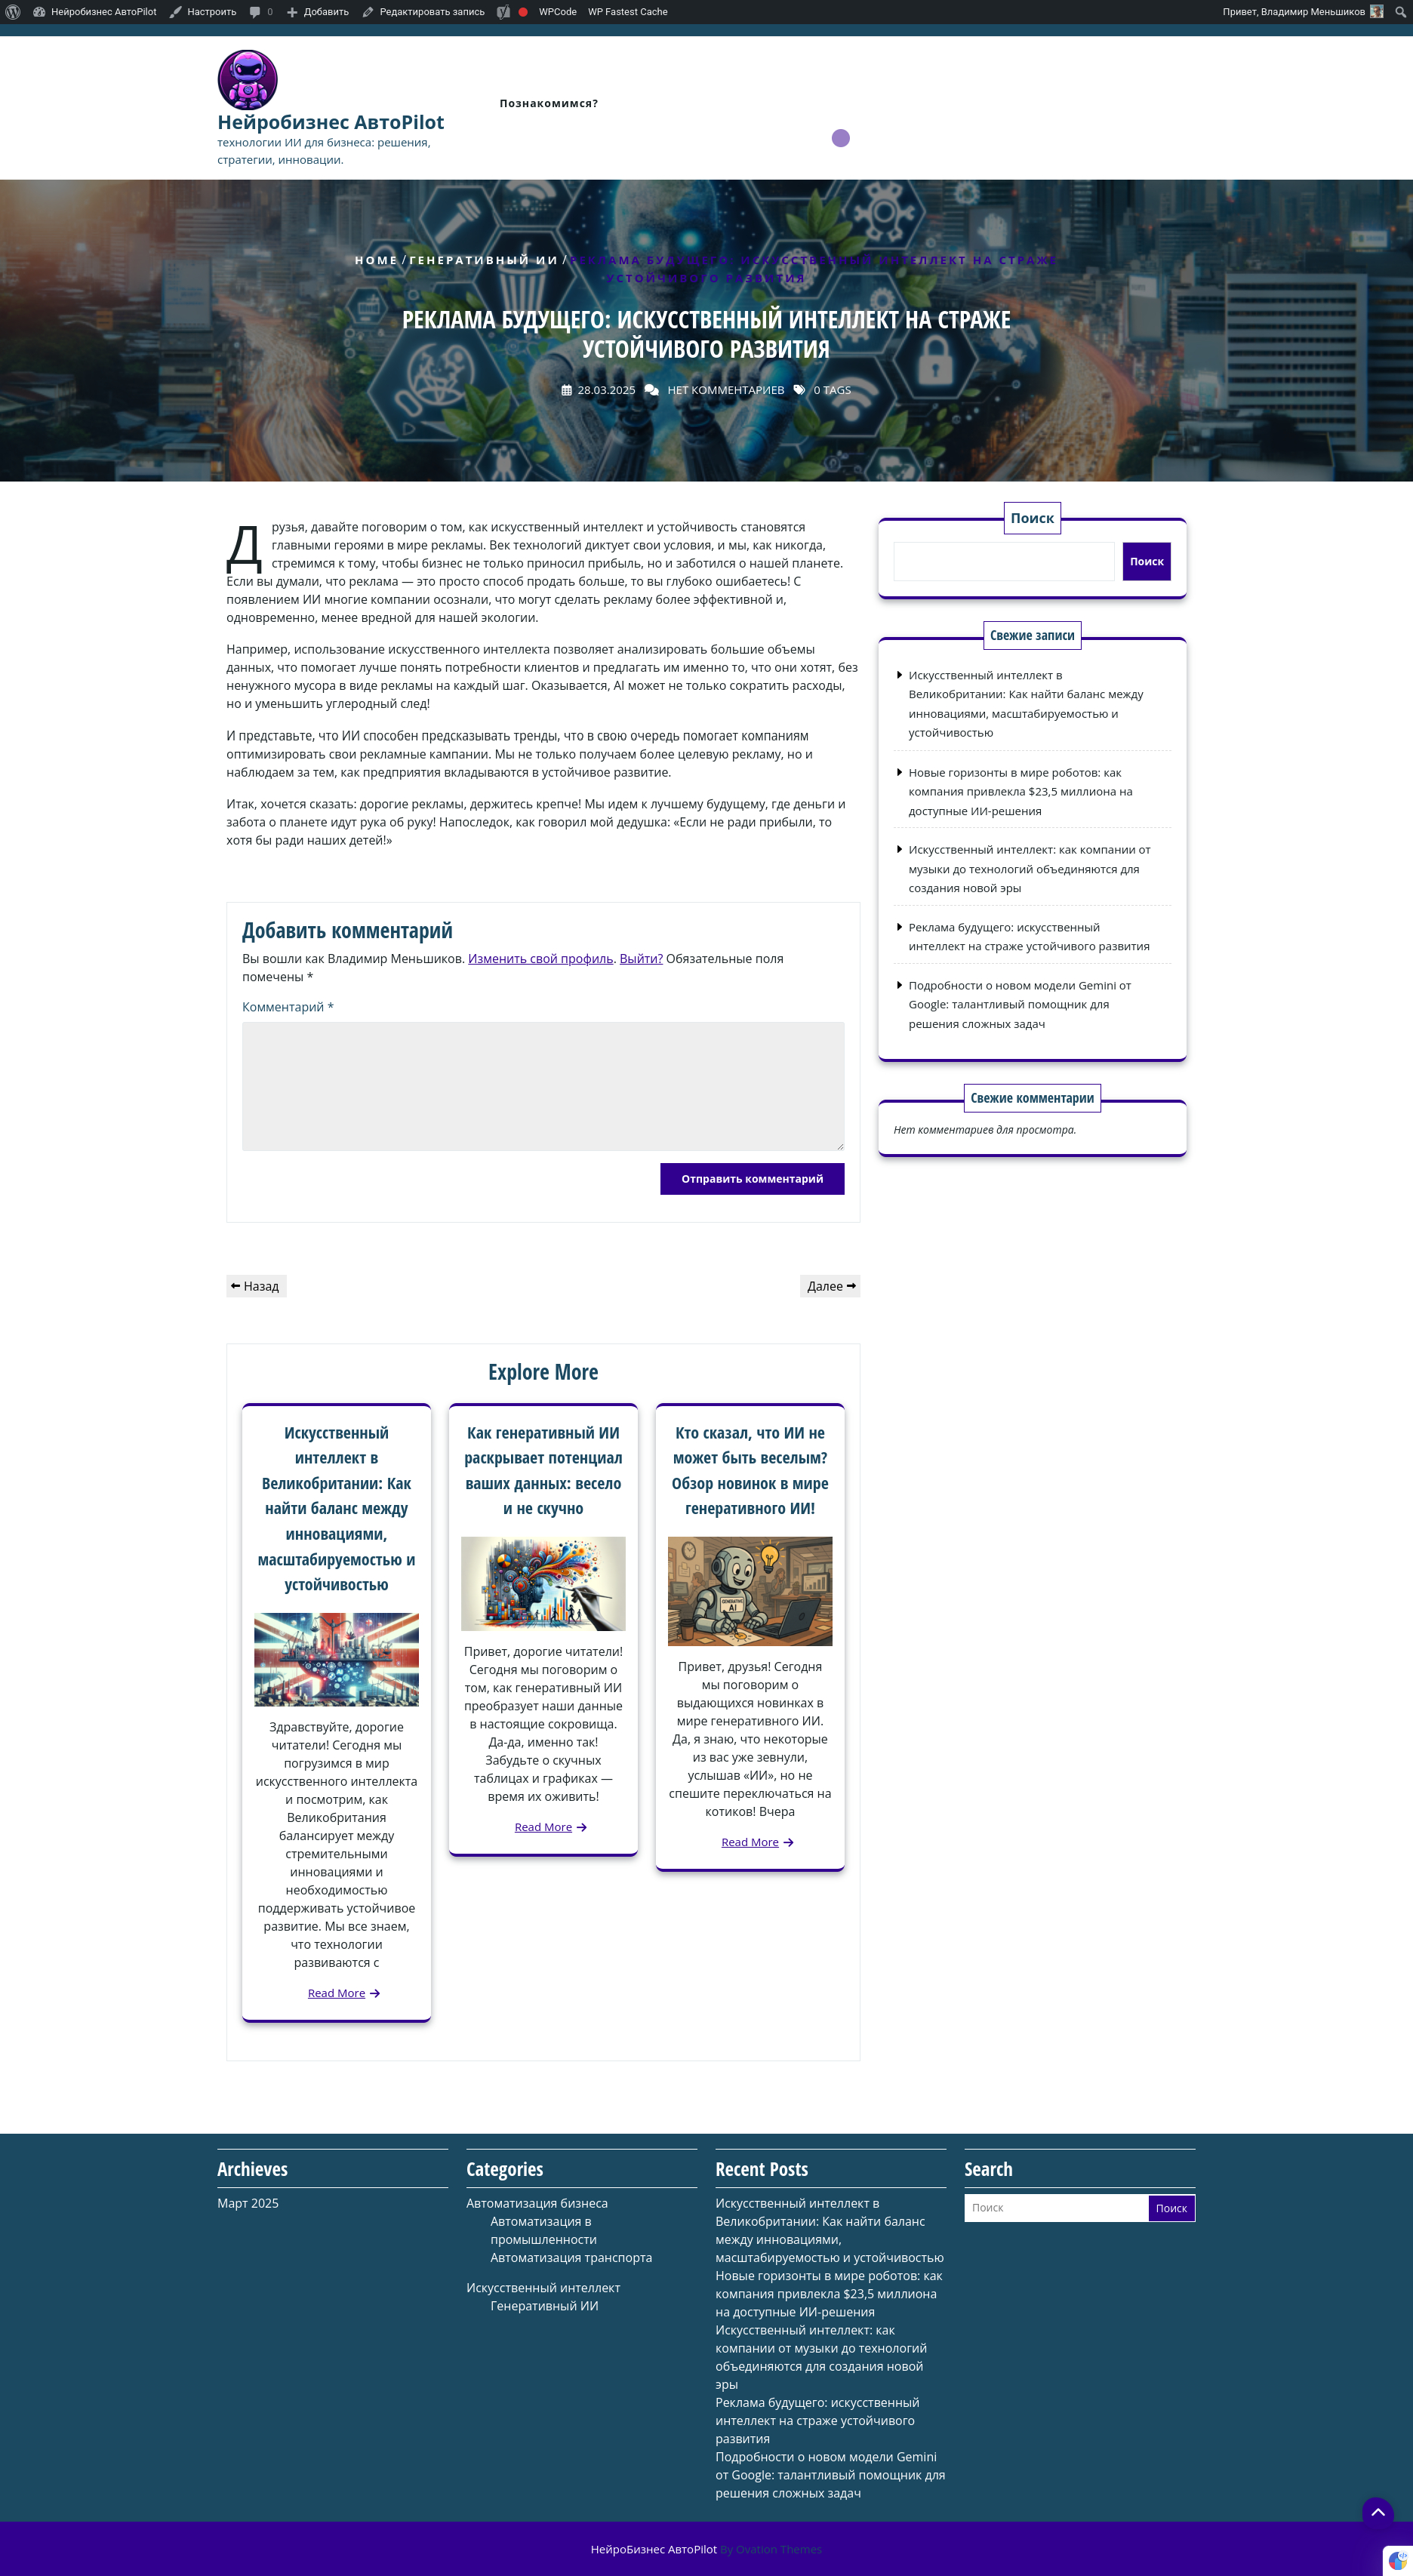 Нейробизнес АвтоPilot
Настроить
0
Добавить
Редактировать запись
WPCode
WP Fastest Cache
Привет, Владимир Меньшиков
Нейробизнес АвтоPilot
технологии ИИ для бизнеса: решения,
стратегии, инновации.
Познакомимся?
HOME / ГЕНЕРАТИВНЫЙ ИИ / РЕКЛАМА БУДУЩЕГО: ИСКУССТВЕННЫЙ ИНТЕЛЛЕКТ НА СТРАЖЕ
УСТОЙЧИВОГО РАЗВИТИЯ
РЕКЛАМА БУДУЩЕГО: ИСКУССТВЕННЫЙ ИНТЕЛЛЕКТ НА СТРАЖЕ
УСТОЙЧИВОГО РАЗВИТИЯ
28.03.2025 НЕТ КОММЕНТАРИЕВ 0 TAGS
Друзья, давайте поговорим о том, как искусственный интеллект и устойчивость становятся
главными героями в мире рекламы. Век технологий диктует свои условия, и мы, как никогда,
стремимся к тому, чтобы бизнес не только приносил прибыль, но и заботился о нашей планете.
Если вы думали, что реклама — это просто способ продать больше, то вы глубоко ошибаетесь! С
появлением ИИ многие компании осознали, что могут сделать рекламу более эффективной и,
одновременно, менее вредной для нашей экологии.
Например, использование искусственного интеллекта позволяет анализировать большие объемы
данных, что помогает лучше понять потребности клиентов и предлагать им именно то, что они хотят, без
ненужного мусора в виде рекламы на каждый шаг. Оказывается, AI может не только сократить расходы,
но и уменьшить углеродный след!
И представьте, что ИИ способен предсказывать тренды, что в свою очередь помогает компаниям
оптимизировать свои рекламные кампании. Мы не только получаем более целевую рекламу, но и
наблюдаем за тем, как предприятия вкладываются в устойчивое развитие.
Итак, хочется сказать: дорогие рекламы, держитесь крепче! Мы идем к лучшему будущему, где деньги и
забота о планете идут рука об руку! Напоследок, как говорил мой дедушка: «Если не ради прибыли, то
хотя бы ради наших детей!»
Добавить комментарий
Вы вошли как Владимир Меньшиков. Изменить свой профиль. Выйти? Обязательные поля
помечены *
Комментарий *
Отправить комментарий
Назад
Далее
Explore More
Искусственный
интеллект в
Великобритании: Как
найти баланс между
инновациями,
масштабируемостью и
устойчивостью
Здравствуйте, дорогие
читатели! Сегодня мы
погрузимся в мир
искусственного интеллекта
и посмотрим, как
Великобритания
балансирует между
стремительными
инновациями и
необходимостью
поддерживать устойчивое
развитие. Мы все знаем,
что технологии
развиваются с
Read More
Как генеративный ИИ
раскрывает потенциал
ваших данных: весело
и не скучно
Привет, дорогие читатели!
Сегодня мы поговорим о
том, как генеративный ИИ
преобразует наши данные
в настоящие сокровища.
Да-да, именно так!
Забудьте о скучных
таблицах и графиках —
время их оживить!
Read More
Кто сказал, что ИИ не
может быть веселым?
Обзор новинок в мире
генеративного ИИ!
GENERATIVE
AI
Привет, друзья! Сегодня
мы поговорим о
выдающихся новинках в
мире генеративного ИИ.
Да, я знаю, что некоторые
из вас уже зевнули,
услышав «ИИ», но не
спешите переключаться на
котиков! Вчера
Read More
Поиск
Поиск
Свежие записи
Искусственный интеллект в
Великобритании: Как найти баланс между
инновациями, масштабируемостью и
устойчивостью
Новые горизонты в мире роботов: как
компания привлекла $23,5 миллиона на
доступные ИИ-решения
Искусственный интеллект: как компании от
музыки до технологий объединяются для
создания новой эры
Реклама будущего: искусственный
интеллект на страже устойчивого развития
Подробности о новом модели Gemini от
Google: талантливый помощник для
решения сложных задач
Свежие комментарии
Нет комментариев для просмотра.
Archieves
Март 2025
Categories
Автоматизация бизнеса
Автоматизация в
промышленности
Автоматизация транспорта
Искусственный интеллект
Генеративный ИИ
Recent Posts
Искусственный интеллект в
Великобритании: Как найти баланс
между инновациями,
масштабируемостью и устойчивостью
Новые горизонты в мире роботов: как
компания привлекла $23,5 миллиона
на доступные ИИ-решения
Искусственный интеллект: как
компании от музыки до технологий
объединяются для создания новой
эры
Реклама будущего: искусственный
интеллект на страже устойчивого
развития
Подробности о новом модели Gemini
от Google: талантливый помощник для
решения сложных задач
Search
Поиск
Поиск
НейроБизнес АвтоPilot By Ovation Themes